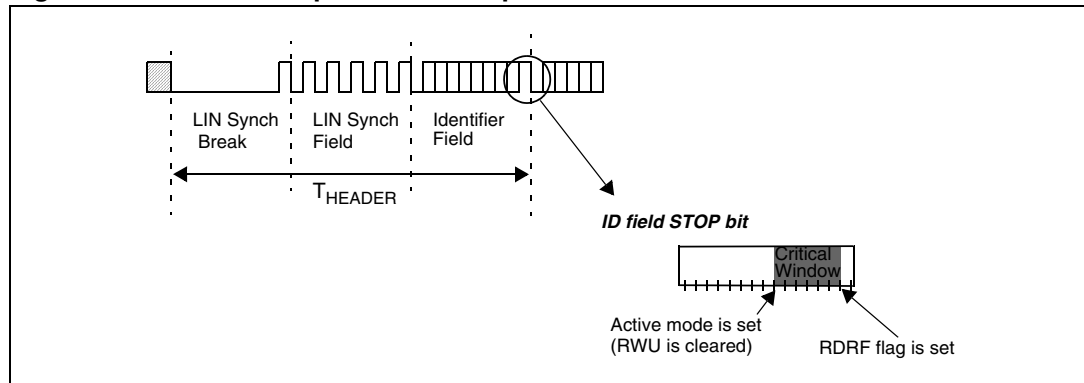 LIN Synch
Break
LIN Synch
Field
Identifier
Field
THEADER
ID field STOP bit
Critical
Window
Active mode is set
(RWU is cleared)
RDRF flag is set